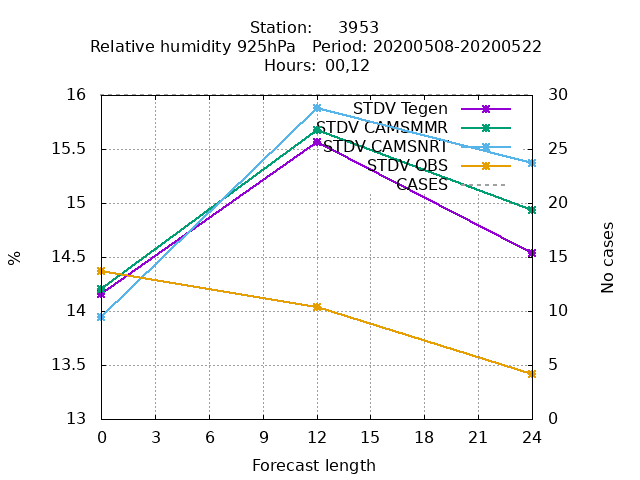 Station: 3953
Relative humidity 925hPa Period: 20200508-20200522
Hours: 00,12
16 30
STDV Tegen
STDV CAMSMMR
STDV CAMSNRT
STDV OBS
CASES
15.5 25
15 20
14.5 15
14 10
13.5 5
13 0
%
No cases
0 3 6 9 12 15 18 21 24
Forecast length